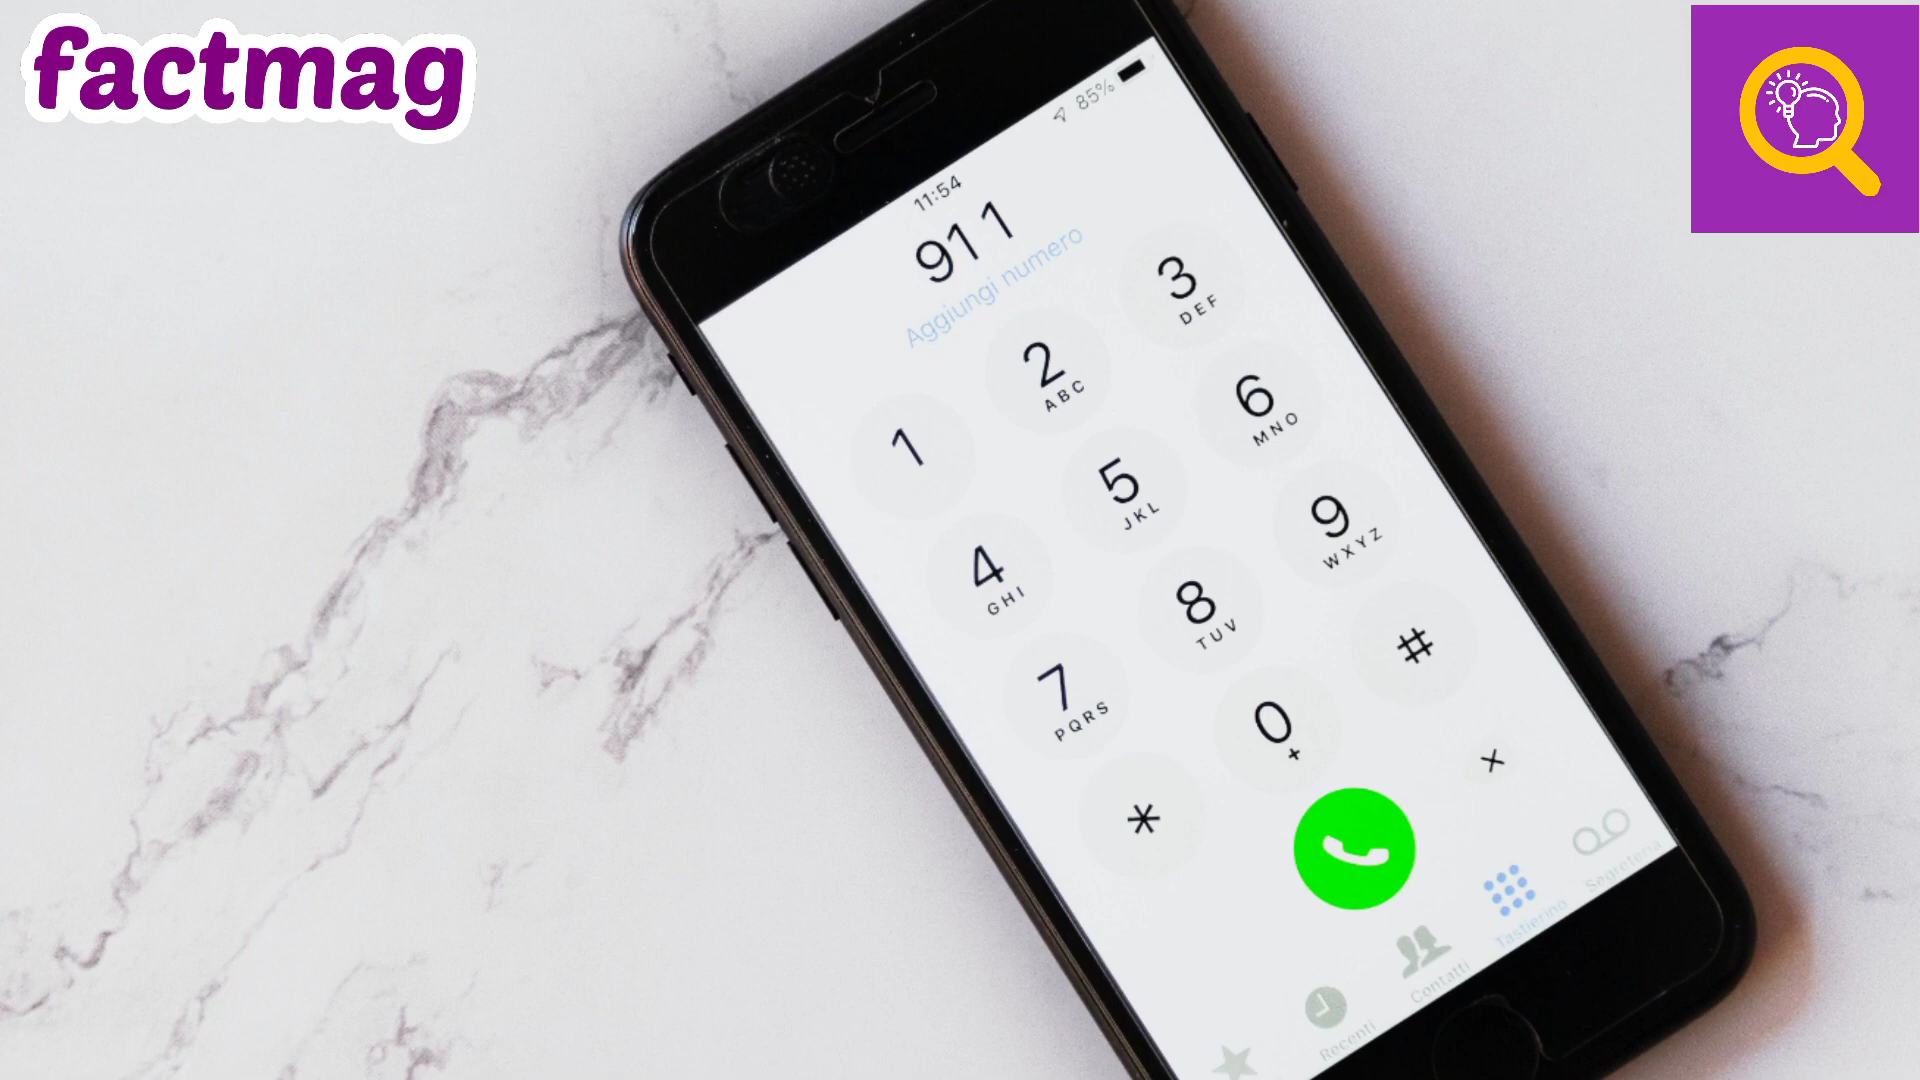 factmag
85%
11:54
911
Aggiungi numero
1
2
ABC
3
DEF
4
GHI
5
JKL
6
MNO
7
PQRS
8
TUV
9
WXYZ
*
0
+
#
Recenti
Contatti
Tastierino
Segreteria